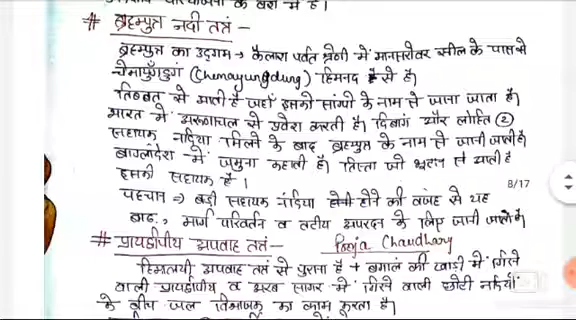 # ब्रह्मपुत्र नदी तंत्र –
ब्रह्मपुत्र का उद्गम → कैलाश पर्वत श्रेणी में मानसरोवर झील के पास से
चेमायुँगडुंग (Chemayungdung) हिमनद से है।
तिब्बत से आती है जहाँ इसको सांग्पो के नाम से जाना जाता है।
भारत में अरुणाचल से प्रवेश करती है। दिबांग और लोहित (2)
सहायक नदिया मिलने के बाद ब्रह्मपुत्र के नाम से जानी जाती है।
बांग्लादेश में जमुना कहाती है। तिस्ता जो भूटान से आती है
इसकी सहायक है।
पहचान → बड़ी सहायक नदिया होने की वजह से यह
बाढ़, मार्ग परिवर्तन व तटीय अपरदन के लिए जानी जाती है।
8/17
# प्रायद्वीपीय अपवाह तंत्र – Pooja Chaudhary
हिमालयी अपवाह तंत्र से पुराना है + बंगाल की खाड़ी में गिरने
वाली प्रायद्वीपीय व अरब सागर में गिरने वाली छोटी नदियों
के बीच जल विभाजक का काम करता है।